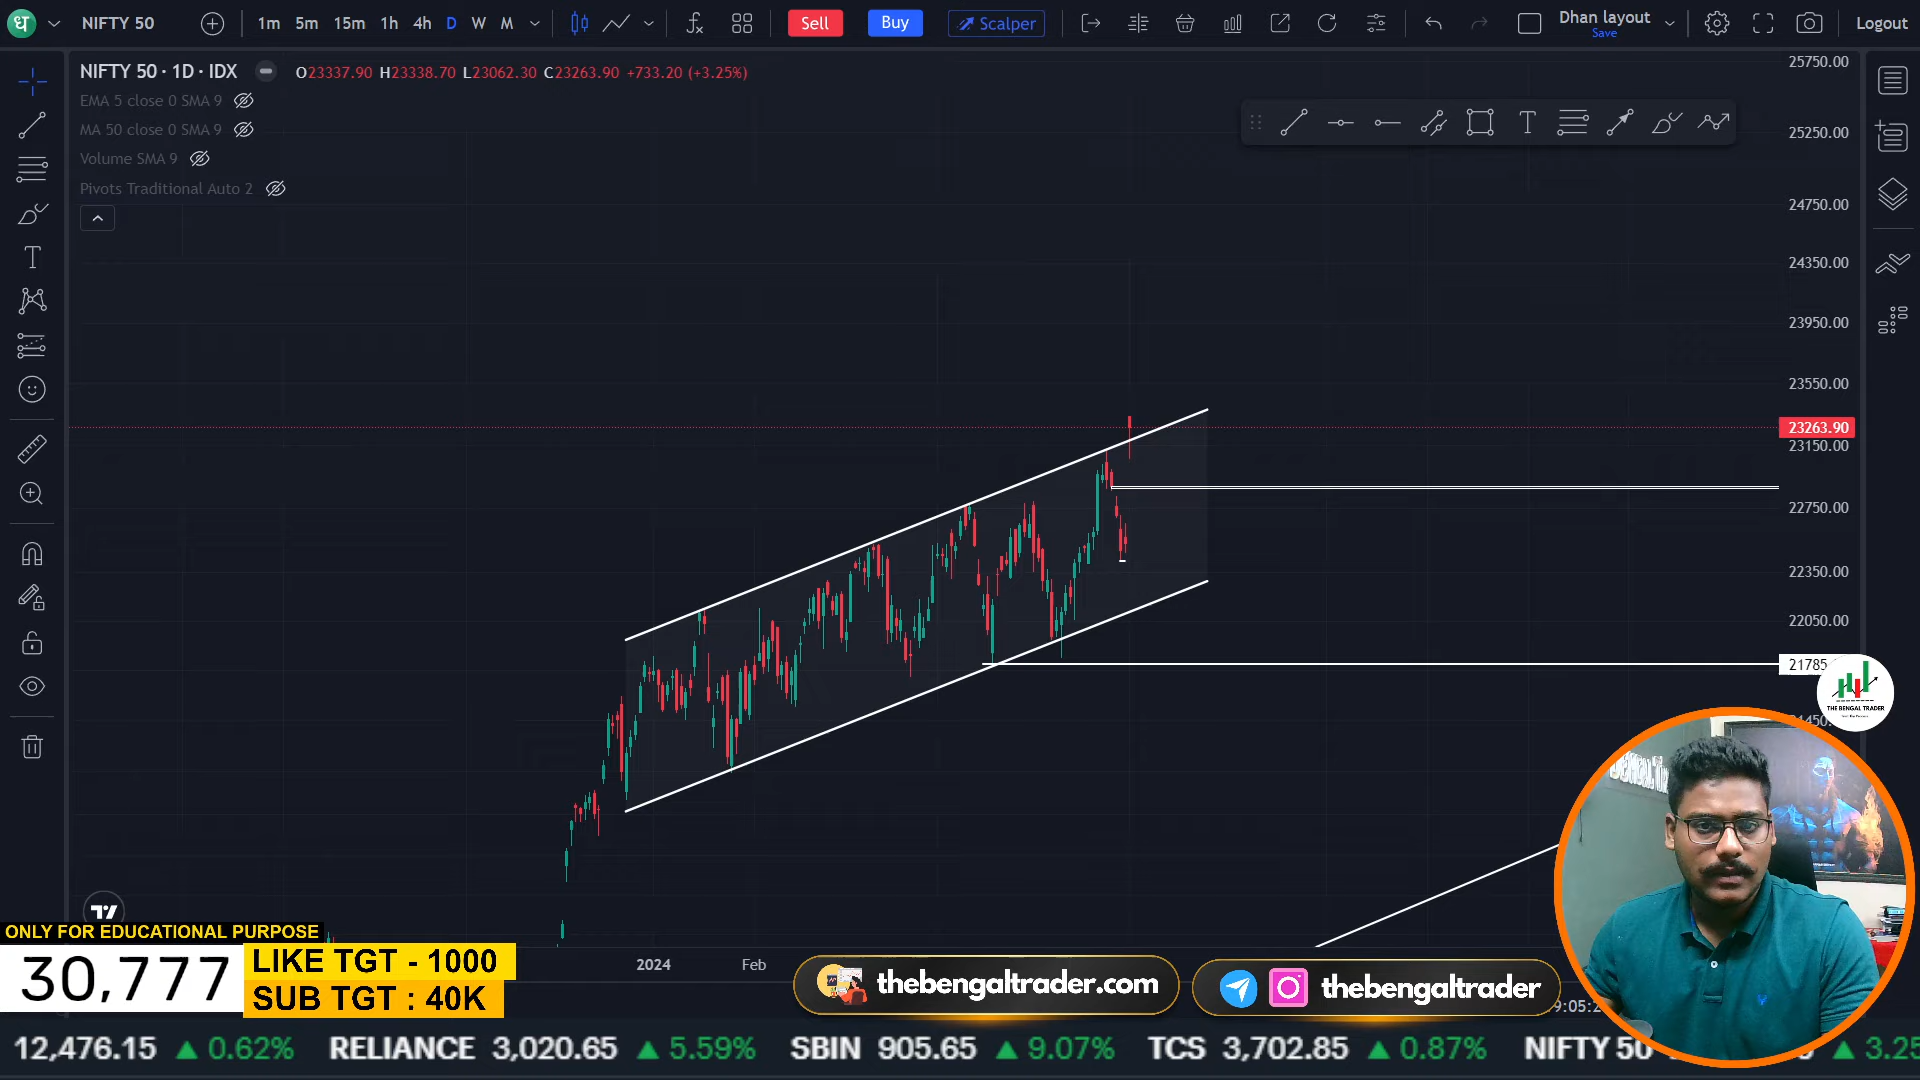 धा NIFTY 50 1m 5m 15m 1h 4h D W M Sell Buy Scalper Dhan layout Save Logout
NIFTY 50 · 1D · IDX O23337.90 H23338.70 L23062.30 C23263.90 +733.20 (+3.25%)
EMA 5 close 0 SMA 9
MA 50 close 0 SMA 9
Volume SMA 9
Pivots Traditional Auto 2
25750.00
25250.00
24750.00
24350.00
23950.00
23550.00
23263.90
23150.00
22750.00
22350.00
22050.00
21785
THE BENGAL TRADER
ONLY FOR EDUCATIONAL PURPOSE
30,777
LIKE TGT - 1000
SUB TGT : 40K
2024 Feb
thebengaltrader.com
thebengaltrader
12,476.15 ▲ 0.62% RELIANCE 3,020.65 ▲ 5.59% SBIN 905.65 ▲ 9.07% TCS 3,702.85 ▲ 0.87% NIFTY 50 ▲ 3.25